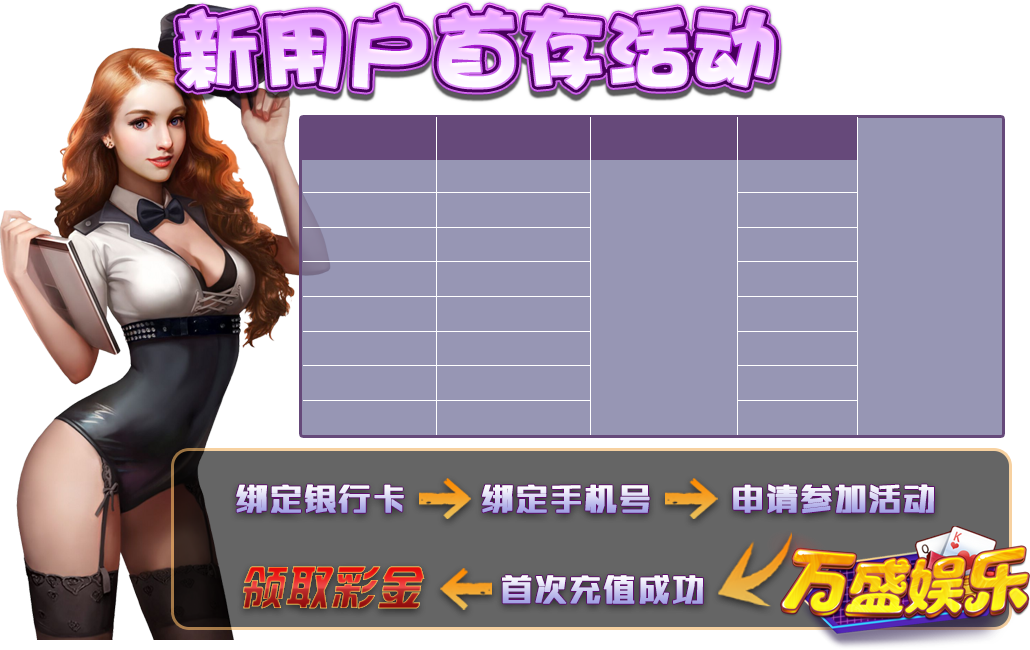 新用户首存活动
绑定银行卡 绑定手机号 申请参加活动
领取彩金 首次充值成功
万盛娱乐
K
Q